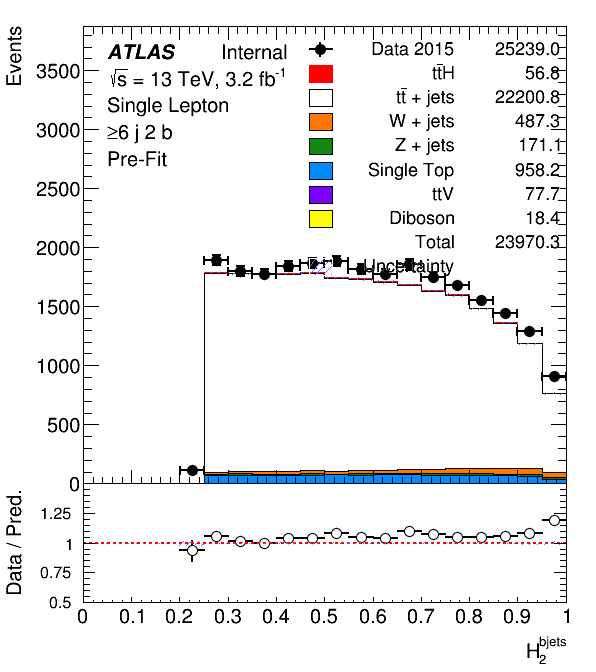 Events
ATLAS Internal
√s = 13 TeV, 3.2 fb⁻¹
Single Lepton
≥6 j 2 b
Pre-Fit
Data 2015 25239.0
tt̄H 56.8
tt̄ + jets 22200.8
W + jets 487.3
Z + jets 171.1
Single Top 958.2
ttV 77.7
Diboson 18.4
Total 23970.3
Uncertainty
3500
3000
2500
2000
1500
1000
500
0
Data / Pred.
1.25
1
0.75
0.5
0 0.1 0.2 0.3 0.4 0.5 0.6 0.7 0.8 0.9 1
H₂^bjets